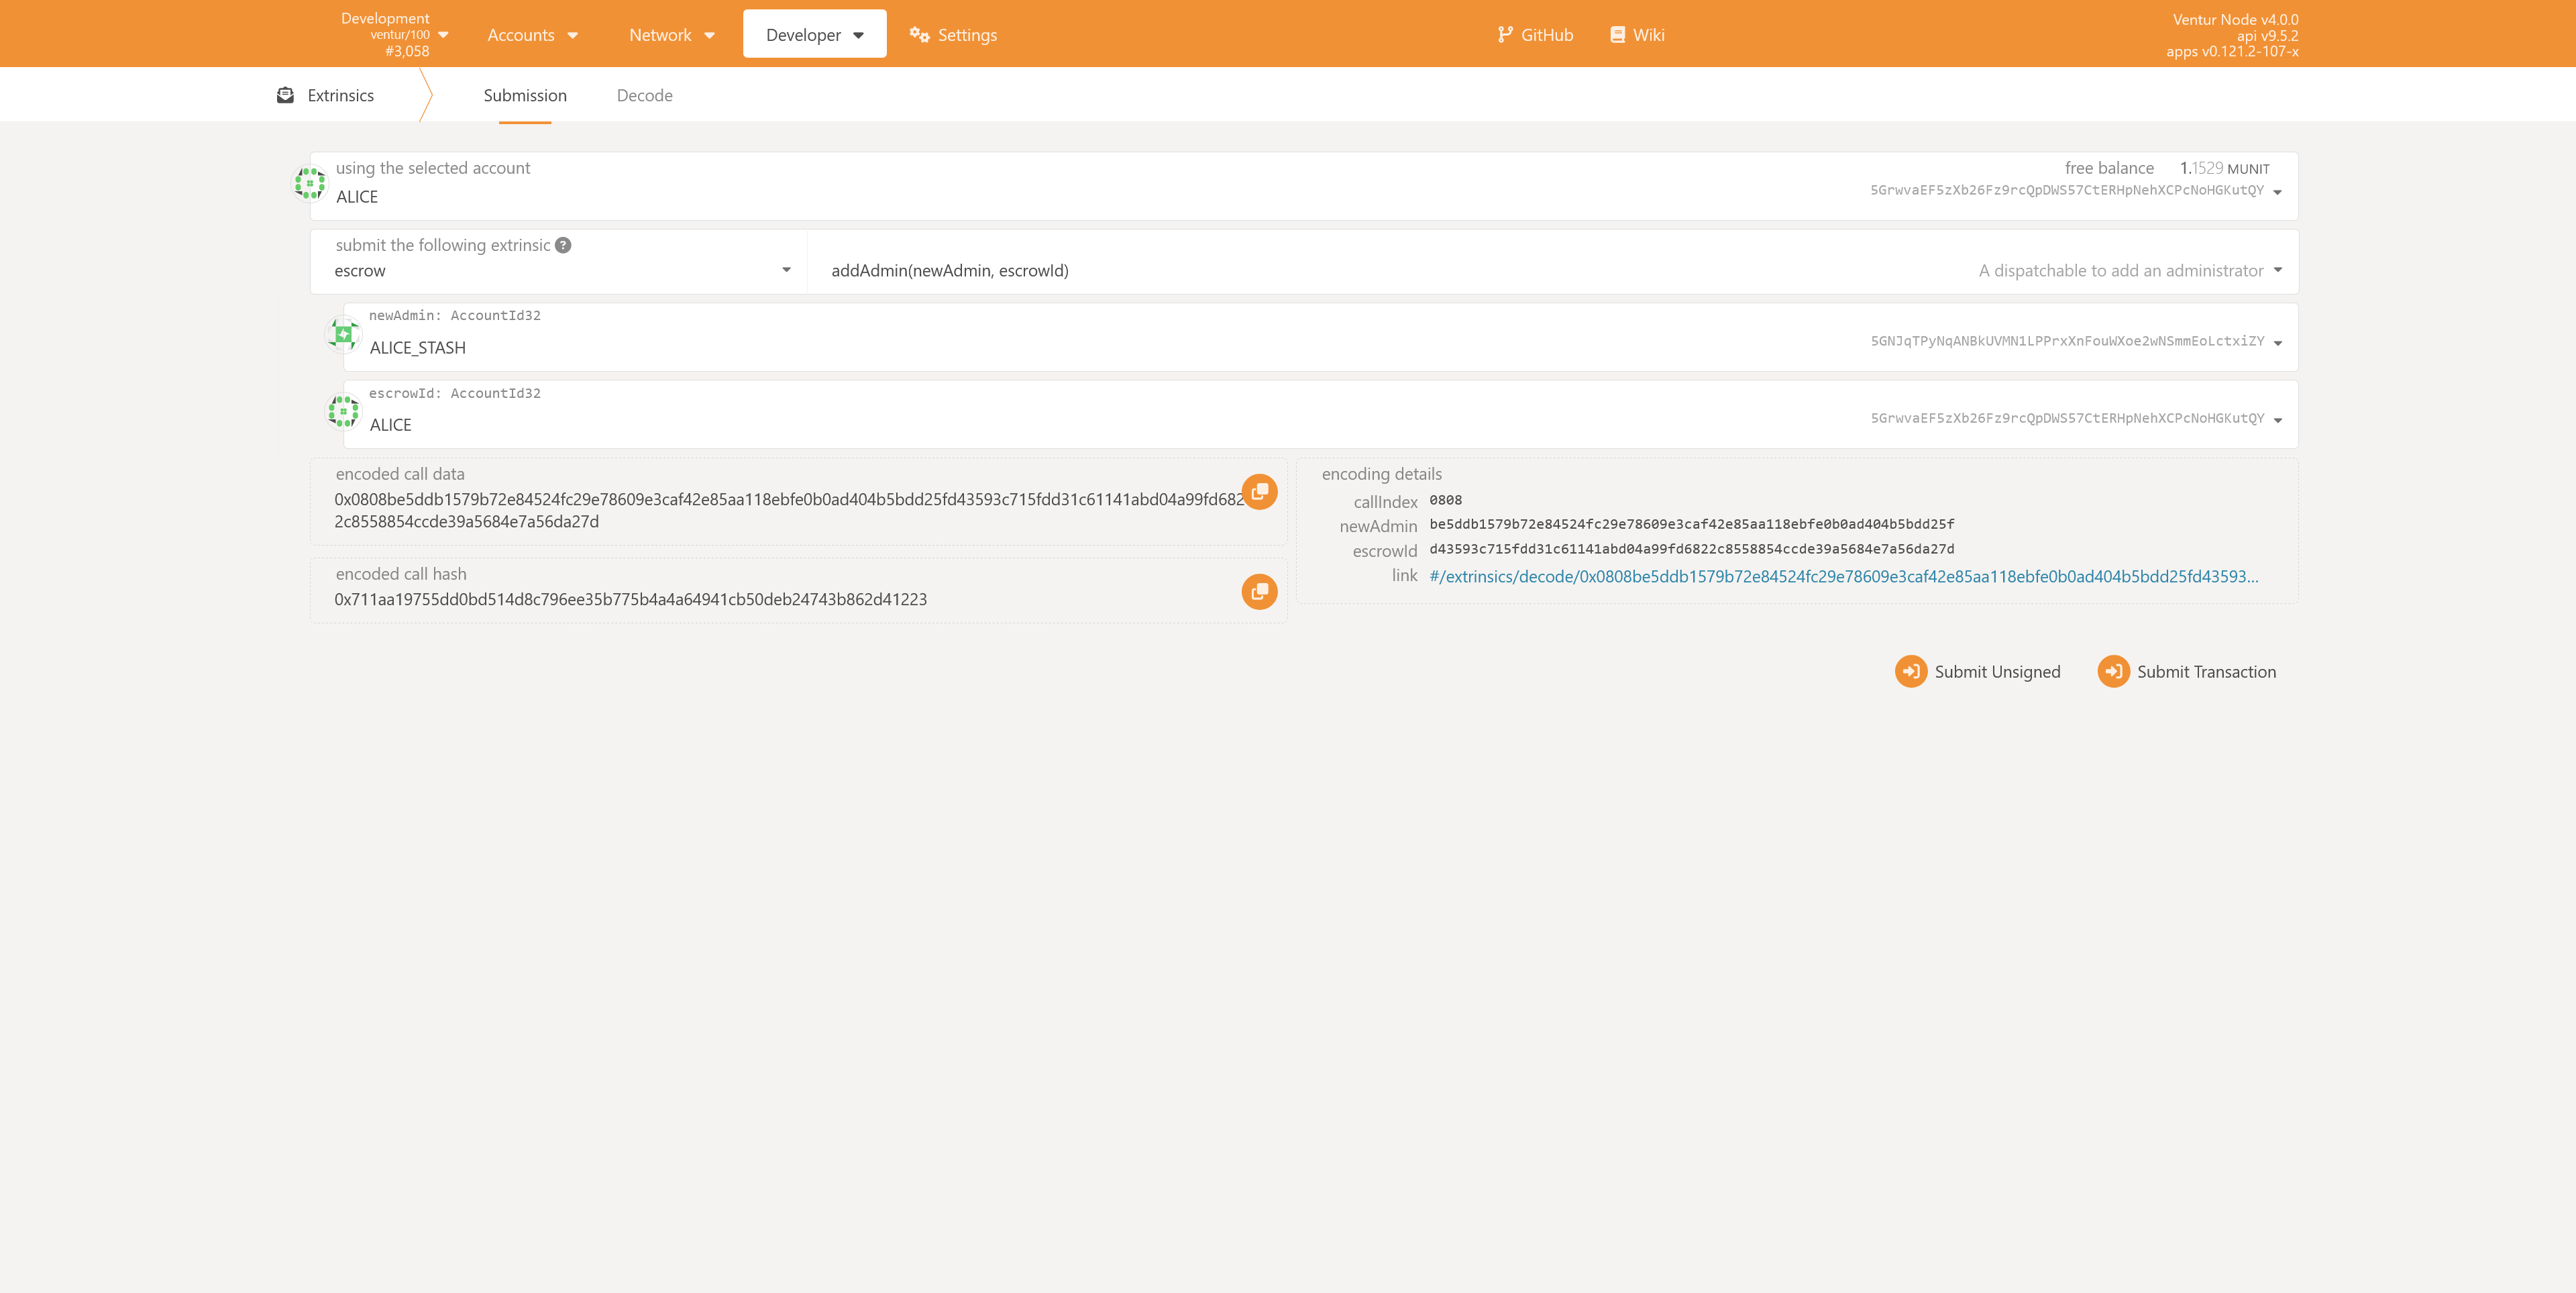 Development
ventur/100
#3,058
Accounts
Network
Developer
Settings
GitHub
Wiki
Ventur Node v4.0.0
api v9.5.2
apps v0.121.2-107-x
Extrinsics
Submission
Decode
using the selected account
ALICE
free balance 1.1529 MUNIT
5GrwvaEF5zXb26Fz9rcQpDWS57CtERHpNehXCPcNoHGKutQY
submit the following extrinsic ?
escrow
addAdmin(newAdmin, escrowId)
A dispatchable to add an administrator
newAdmin: AccountId32
ALICE_STASH
5GNJqTPyNqANBkUVMN1LPPrxXnFouWXoe2wNSmmEoLctxiZY
escrowId: AccountId32
ALICE
5GrwvaEF5zXb26Fz9rcQpDWS57CtERHpNehXCPcNoHGKutQY
encoded call data
0x0808be5ddb1579b72e84524fc29e78609e3caf42e85aa118ebfe0b0ad404b5bdd25fd43593c715fdd31c61141abd04a99fd682
2c8558854ccde39a5684e7a56da27d
encoded call hash
0x711aa19755dd0bd514d8c796ee35b775b4a4a64941cb50deb24743b862d41223
encoding details
callIndex 0808
newAdmin be5ddb1579b72e84524fc29e78609e3caf42e85aa118ebfe0b0ad404b5bdd25f
escrowId d43593c715fdd31c61141abd04a99fd6822c8558854ccde39a5684e7a56da27d
link #/extrinsics/decode/0x0808be5ddb1579b72e84524fc29e78609e3caf42e85aa118ebfe0b0ad404b5bdd25fd43593...
Submit Unsigned
Submit Transaction